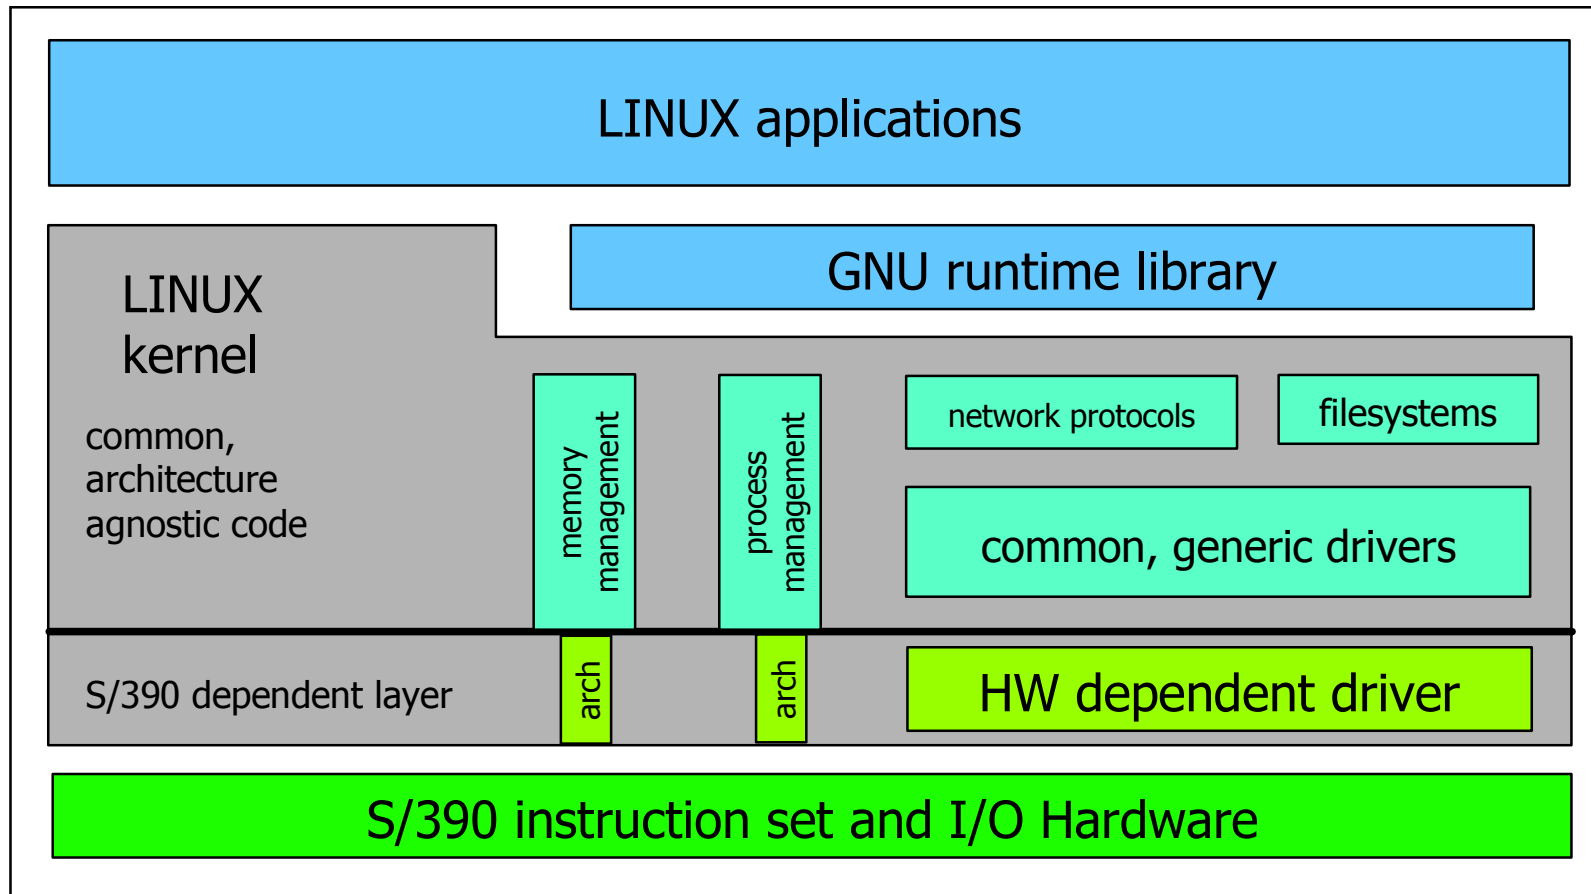 LINUX applications
GNU runtime library
LINUX
kernel
common,
architecture
agnostic code
memory
management
process
management
network protocols
filesystems
common, generic drivers
S/390 dependent layer
arch
arch
HW dependent driver
S/390 instruction set and I/O Hardware